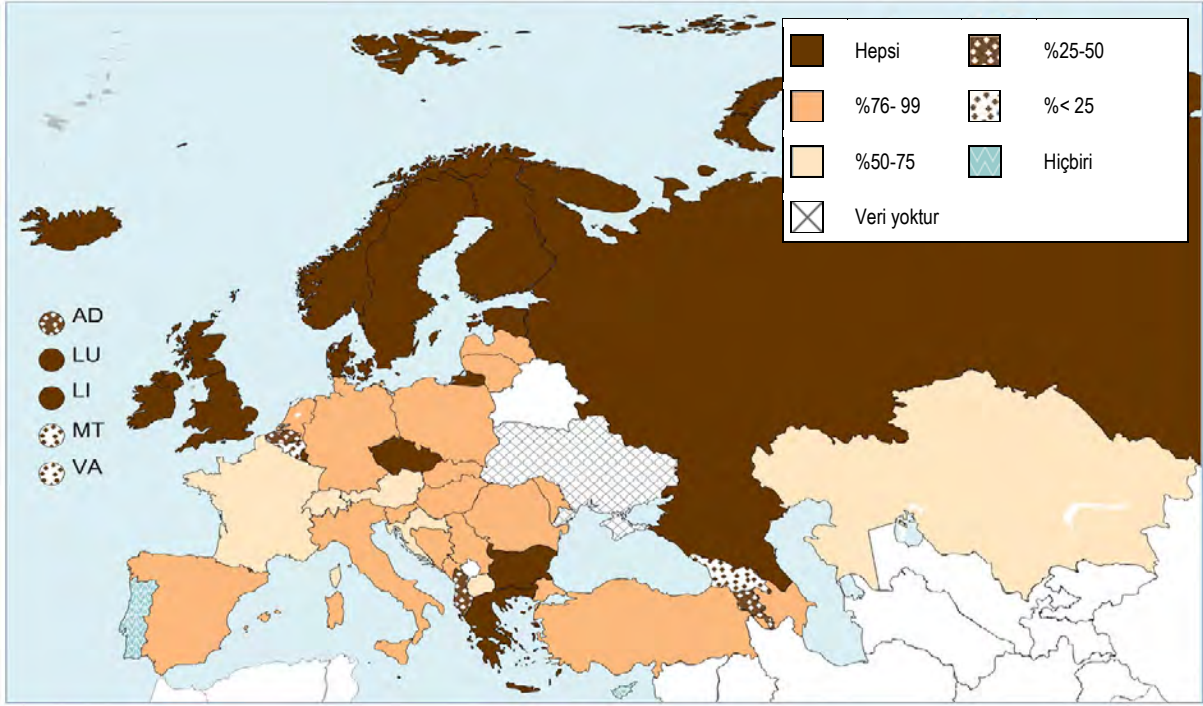 Hepsi
%25-50
%76- 99
%< 25
%50-75
Hiçbiri
Veri yoktur
AD
LU
LI
MT
VA